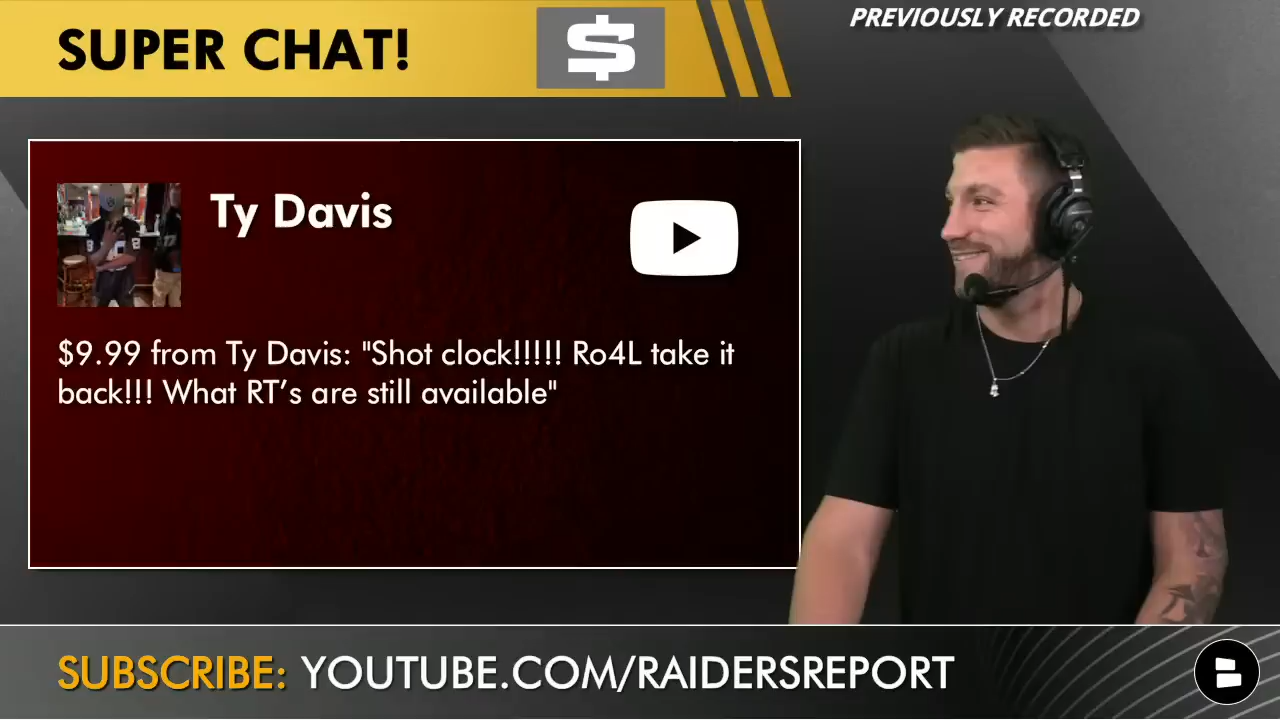 SUPER CHAT!
$
PREVIOUSLY RECORDED
Ty Davis
$9.99 from Ty Davis: "Shot clock!!!!! Ro4L take it
back!!! What RT’s are still available"
SUBSCRIBE: YOUTUBE.COM/RAIDERSREPORT